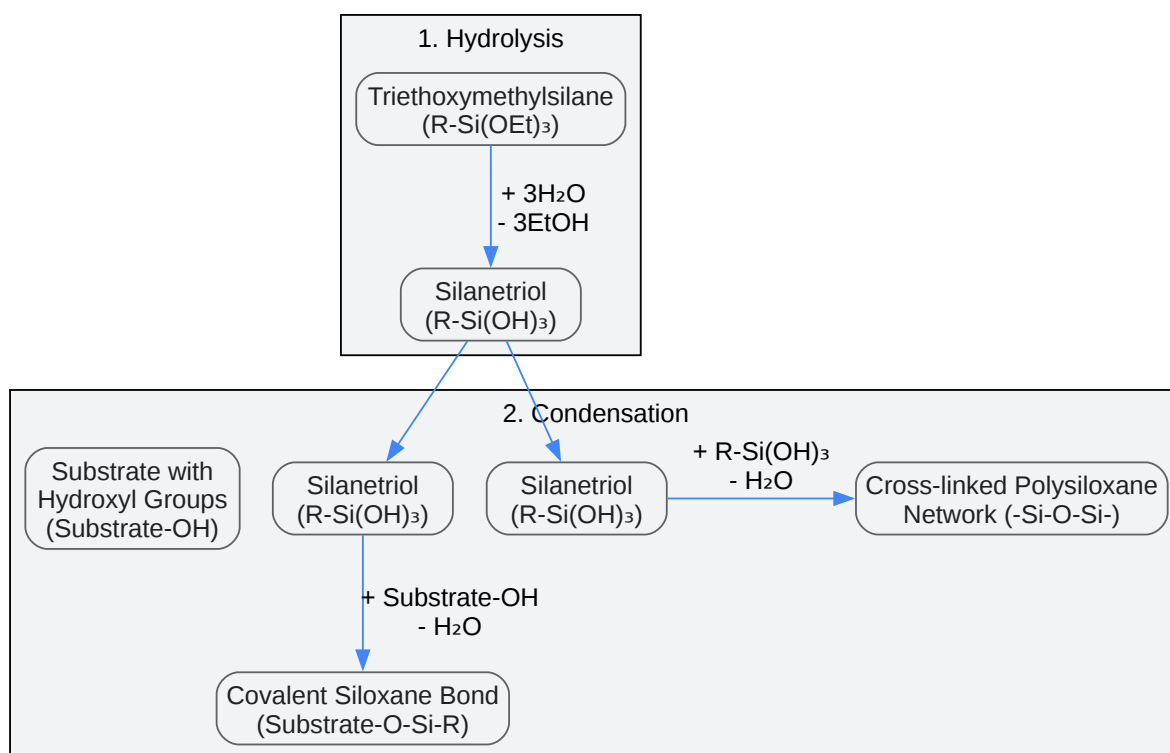 1. Hydrolysis
Triethoxymethylsilane
(R-Si(OEt)₃)
+ 3H₂O
- 3EtOH
Silanetriol
(R-Si(OH)₃)
2. Condensation
Substrate with
Hydroxyl Groups
(Substrate-OH)
Silanetriol
(R-Si(OH)₃)
Silanetriol
(R-Si(OH)₃)
+ R-Si(OH)₃
- H₂O
Cross-linked Polysiloxane
Network (-Si-O-Si-)
+ Substrate-OH
- H₂O
Covalent Siloxane Bond
(Substrate-O-Si-R)